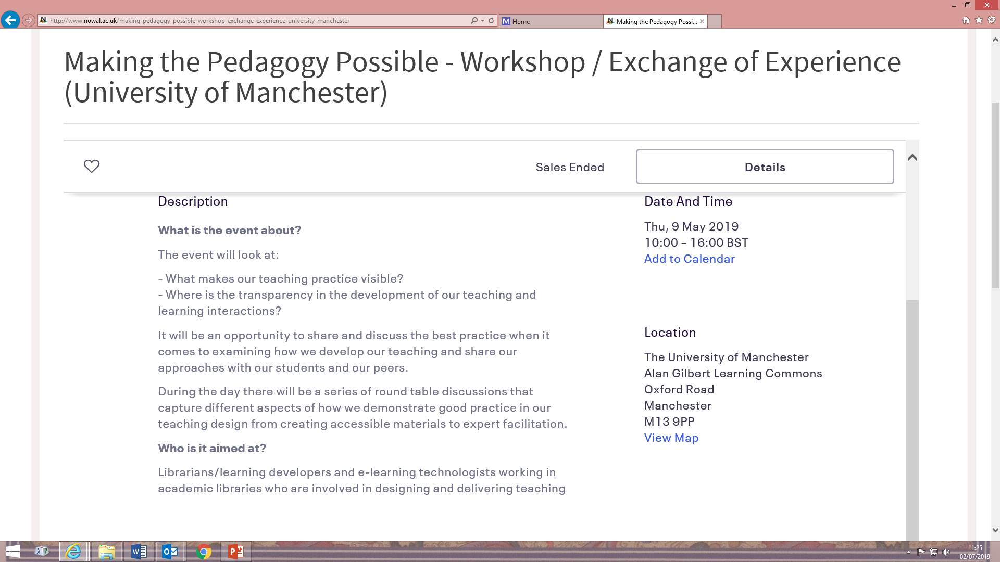 http://www.nowal.ac.uk/making-pedagogy-possible-workshop-exchange-experience-university-manchester
Home
Making the Pedagogy Possi...
Making the Pedagogy Possible - Workshop / Exchange of Experience
(University of Manchester)
Sales Ended
Details
Description
What is the event about?
The event will look at:
- What makes our teaching practice visible?
- Where is the transparency in the development of our teaching and
learning interactions?
It will be an opportunity to share and discuss the best practice when it
comes to examining how we develop our teaching and share our
approaches with our students and our peers.
During the day there will be a series of round table discussions that
capture different aspects of how we demonstrate good practice in our
teaching design from creating accessible materials to expert facilitation.
Who is it aimed at?
Librarians/learning developers and e-learning technologists working in
academic libraries who are involved in designing and delivering teaching
Date And Time
Thu, 9 May 2019
10:00 – 16:00 BST
Add to Calendar
Location
The University of Manchester
Alan Gilbert Learning Commons
Oxford Road
Manchester
M13 9PP
View Map
11:25
02/07/2019